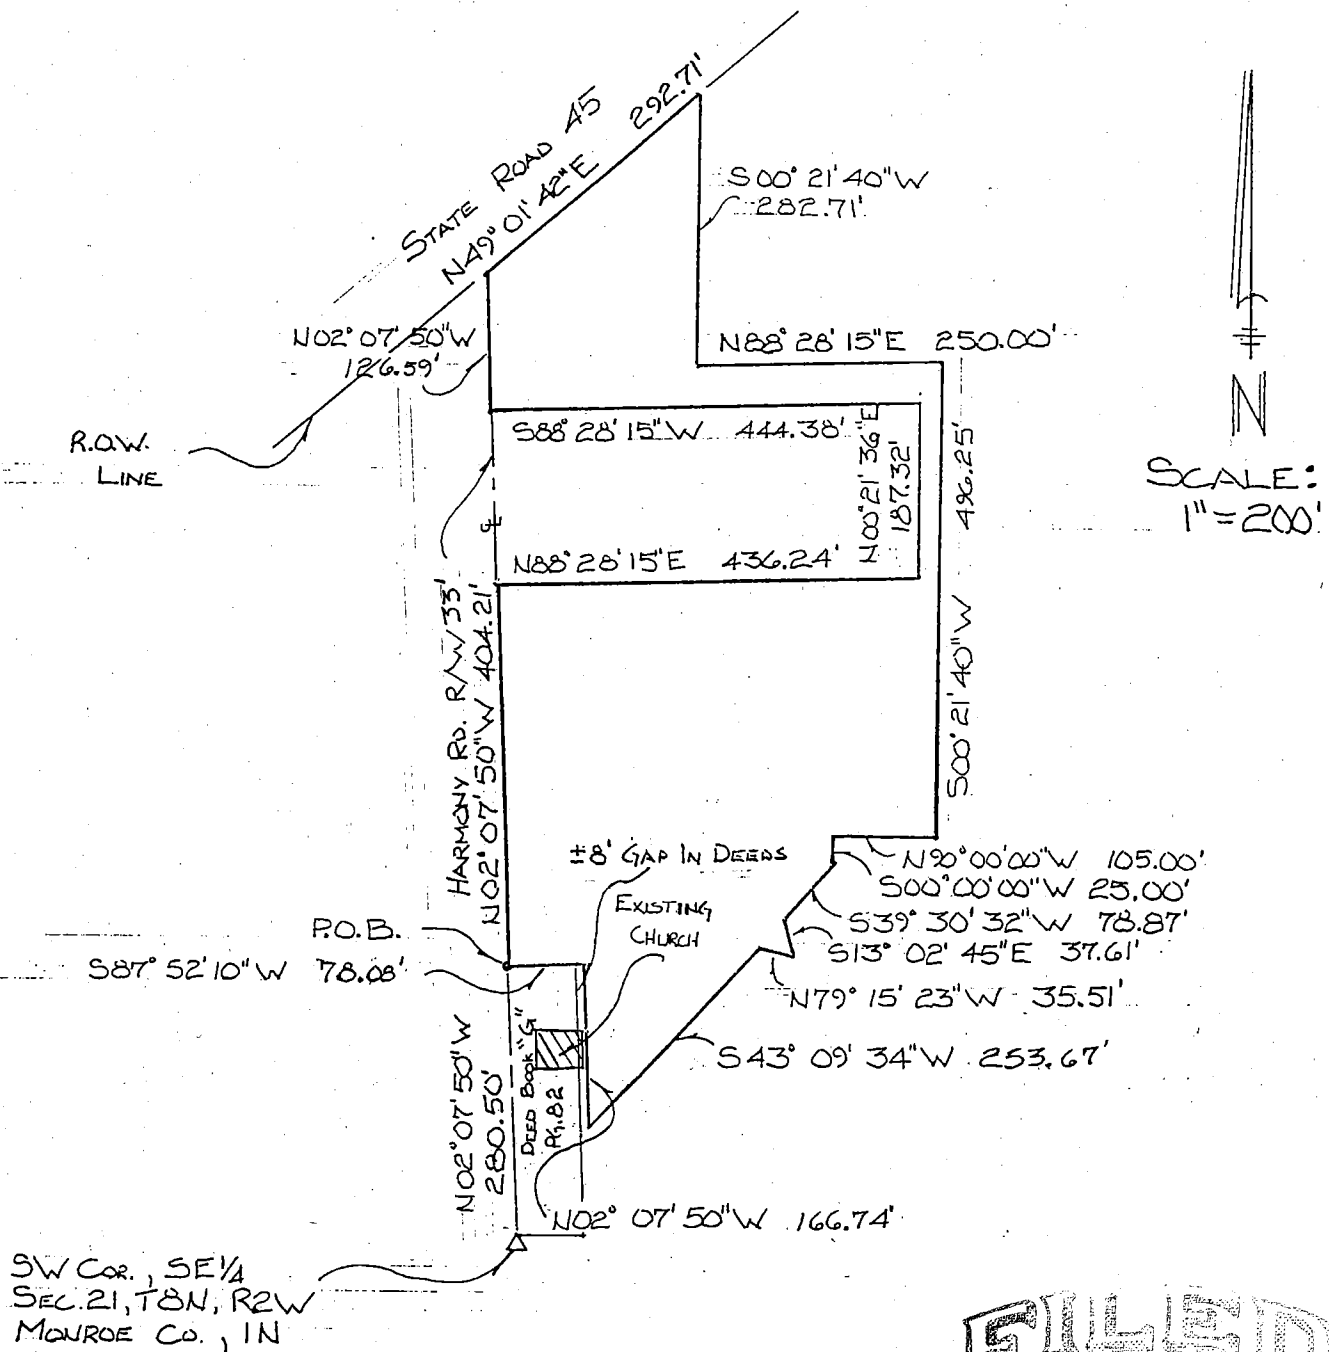 STATE ROAD 45
N49° 01' 42"E 292.71'
S00° 21' 40"W
282.71'
N02° 07' 50"W
126.59'
N88° 28' 15"E 250.00'
R.O.W.
LINE
S88° 28' 15"W 444.38'
N00° 21' 36"E
187.32'
496.25'
S00° 21' 40"W
N
SCALE:
1"=200'
℄
N88° 28' 15"E 436.24'
HARMONY RD. R/W 33'
N02° 07' 50"W 404.21'
±8' GAP IN DEEDS
EXISTING
CHURCH
N90° 00' 00"W 105.00'
S00° 00' 00"W 25.00'
S39° 30' 32"W 78.87'
S13° 02' 45"E 37.61'
N79° 15' 23"W 35.51'
S43° 09' 34"W 253.67'
P.O.B.
S87° 52' 10"W 78.08'
N02° 07' 50"W
280.50'
DEED BOOK "G"
PG. 82
N02° 07' 50"W 166.74'
SW COR., SE 1/4
SEC. 21, T8N, R2W
MONROE CO., IN
FILED